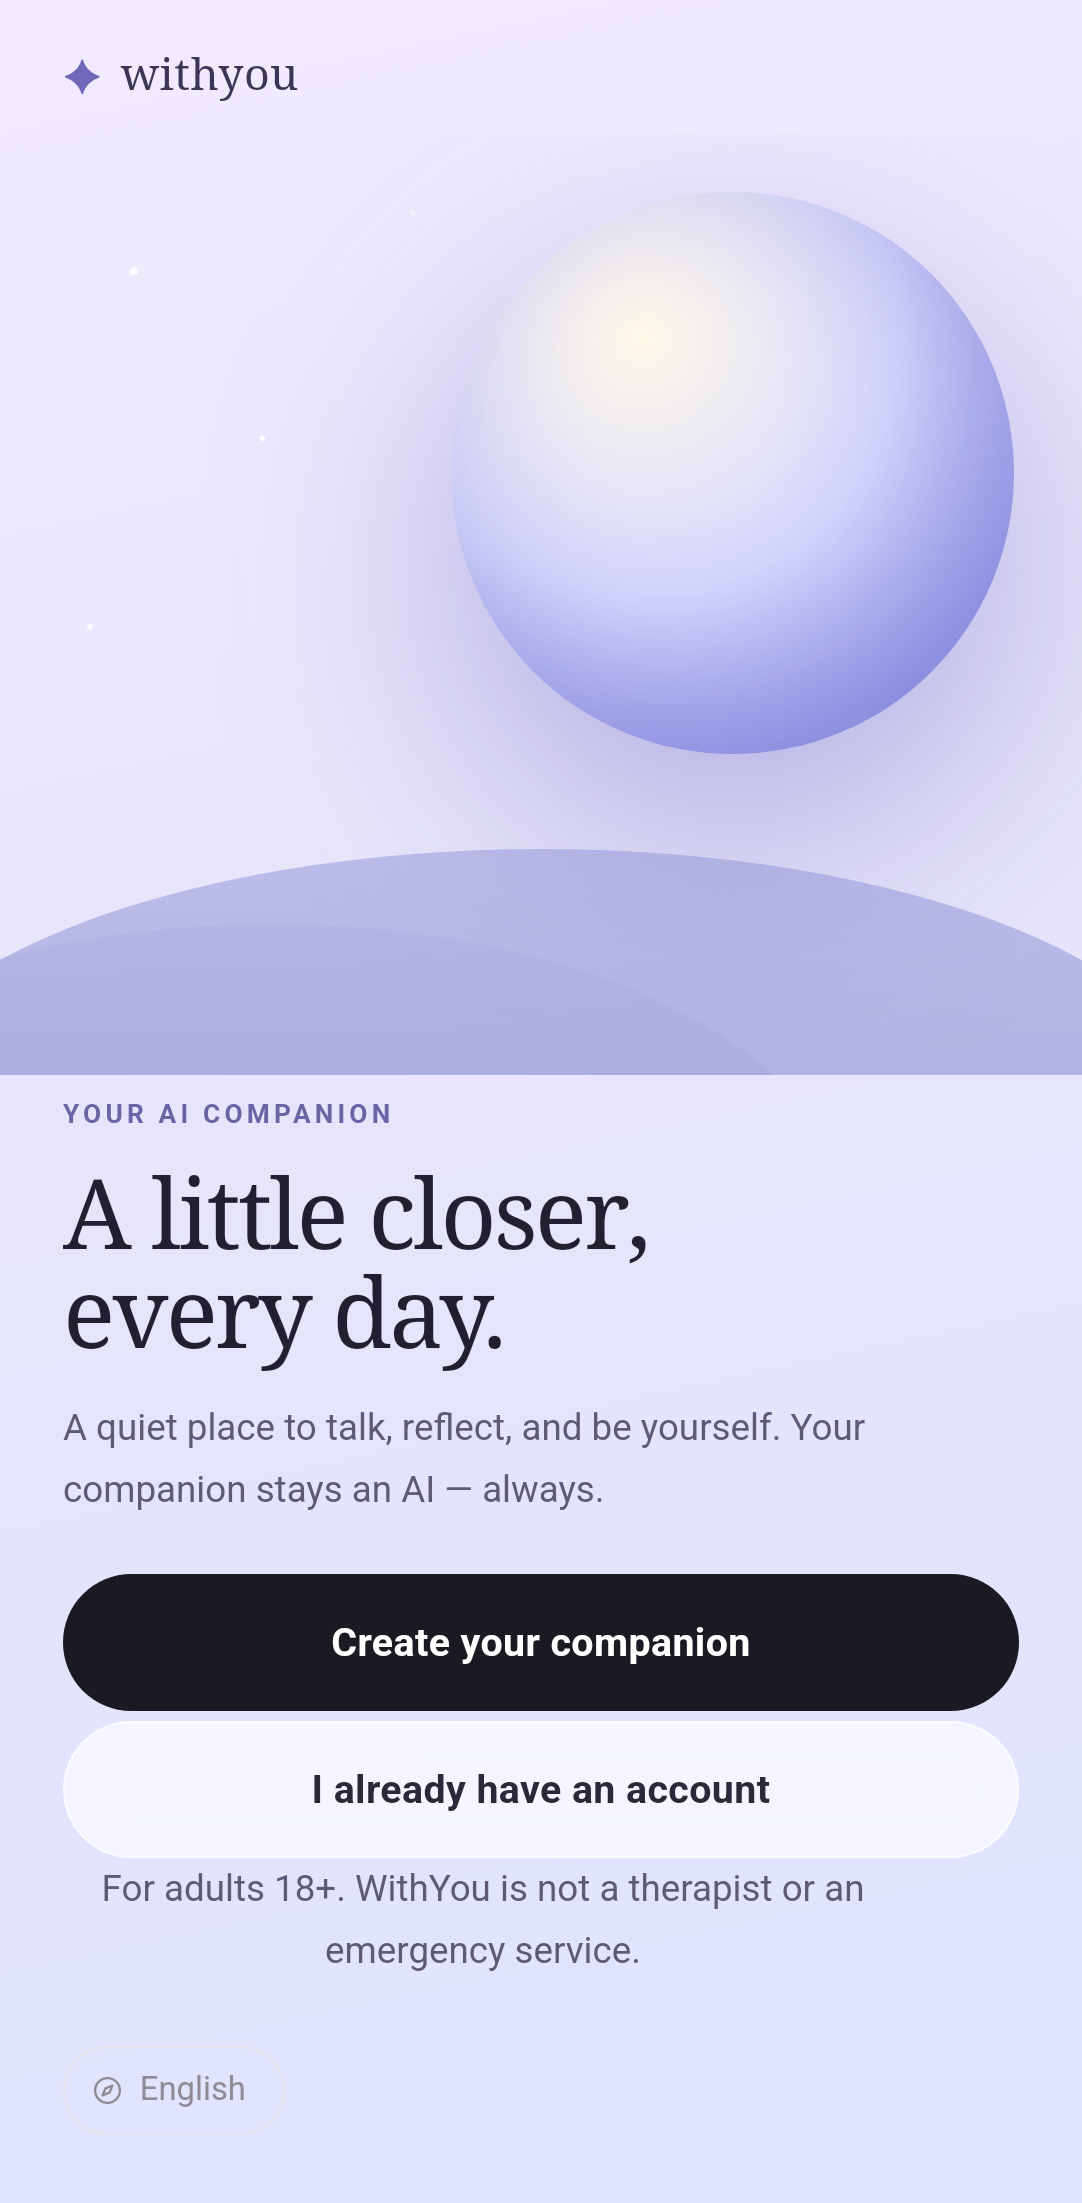 withyou
YOUR AI COMPANION
A little closer,
every day.
A quiet place to talk, reflect, and be yourself. Your
companion stays an AI — always.
Create your companion
I already have an account
For adults 18+. WithYou is not a therapist or an
emergency service.
English